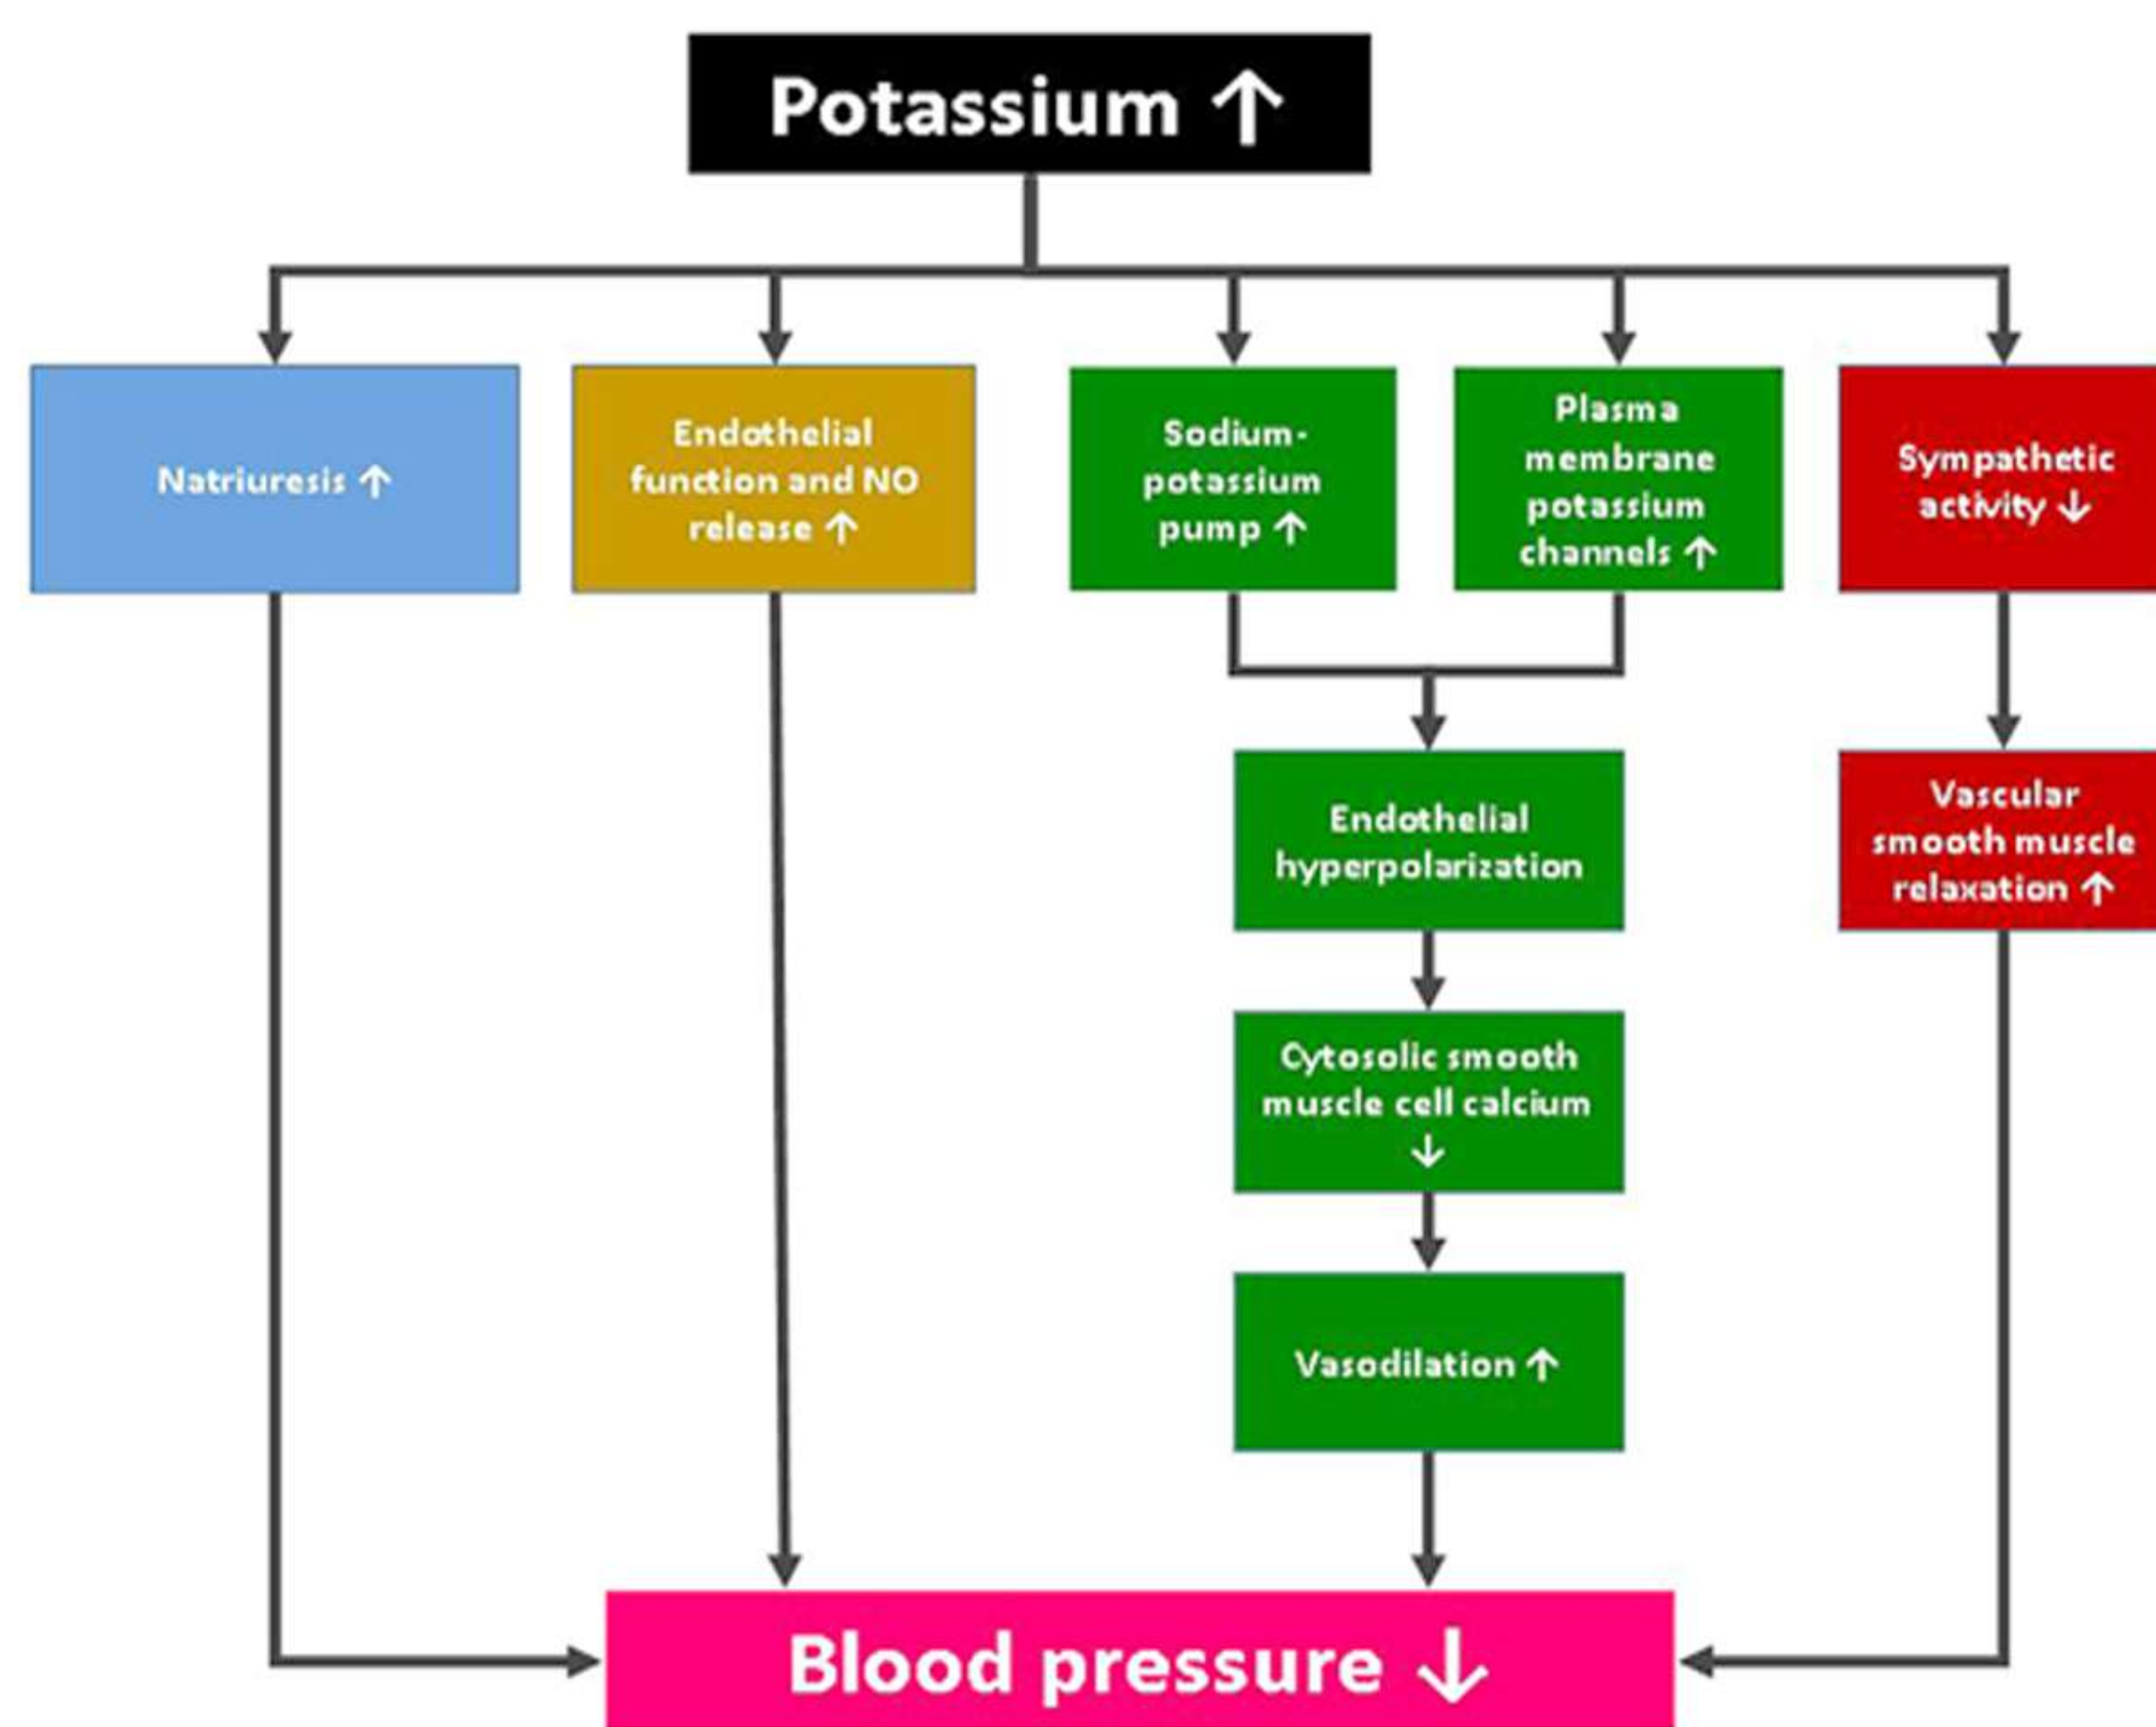 Potassium ↑
Natriuresis ↑
Endothelial
function and NO
release ↑
Sodium-
potassium
pump ↑
Plasma
membrane
potassium
channels ↑
Sympathetic
activity ↓
Endothelial
hyperpolarization
Vascular
smooth muscle
relaxation ↑
Cytosolic smooth
muscle cell calcium
↓
Vasodilation ↑
Blood pressure ↓